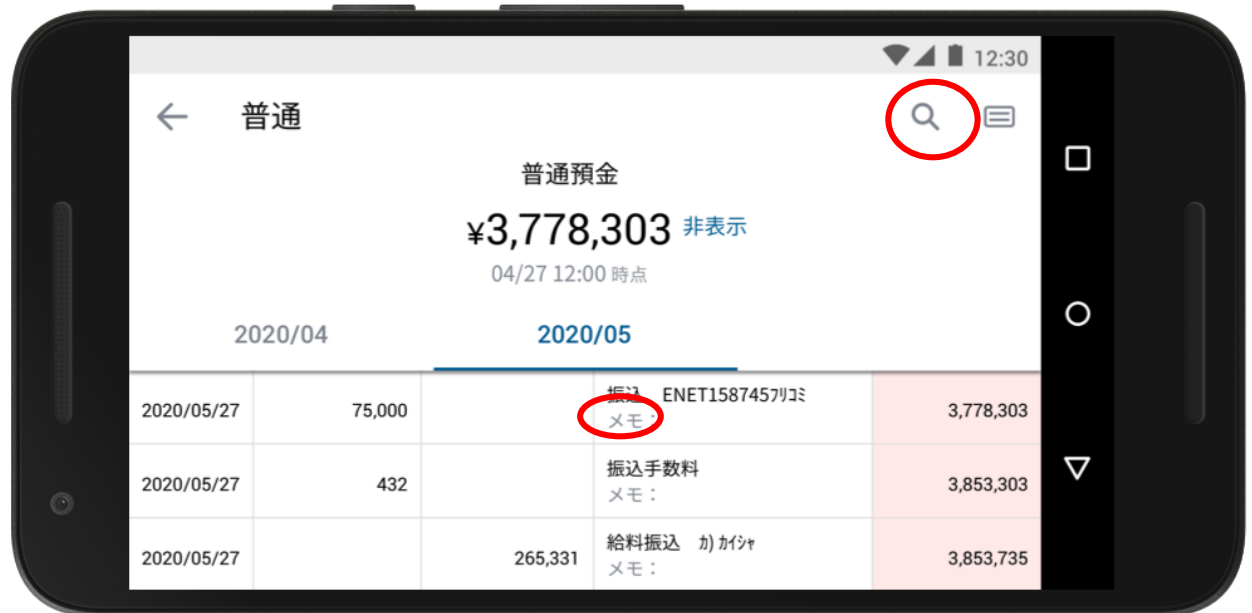 12:30
普通
普通預金
¥3,778,303 非表示
04/27 12:00 時点
2020/04 2020/05
2020/05/27 75,000 振込 ENET158745ﾌﾘｺﾐ 3,778,303
メモ：
2020/05/27 432 振込手数料 3,853,303
メモ：
2020/05/27 265,331 給料振込 ｶ) ｶｲｼｬ 3,853,735
メモ：